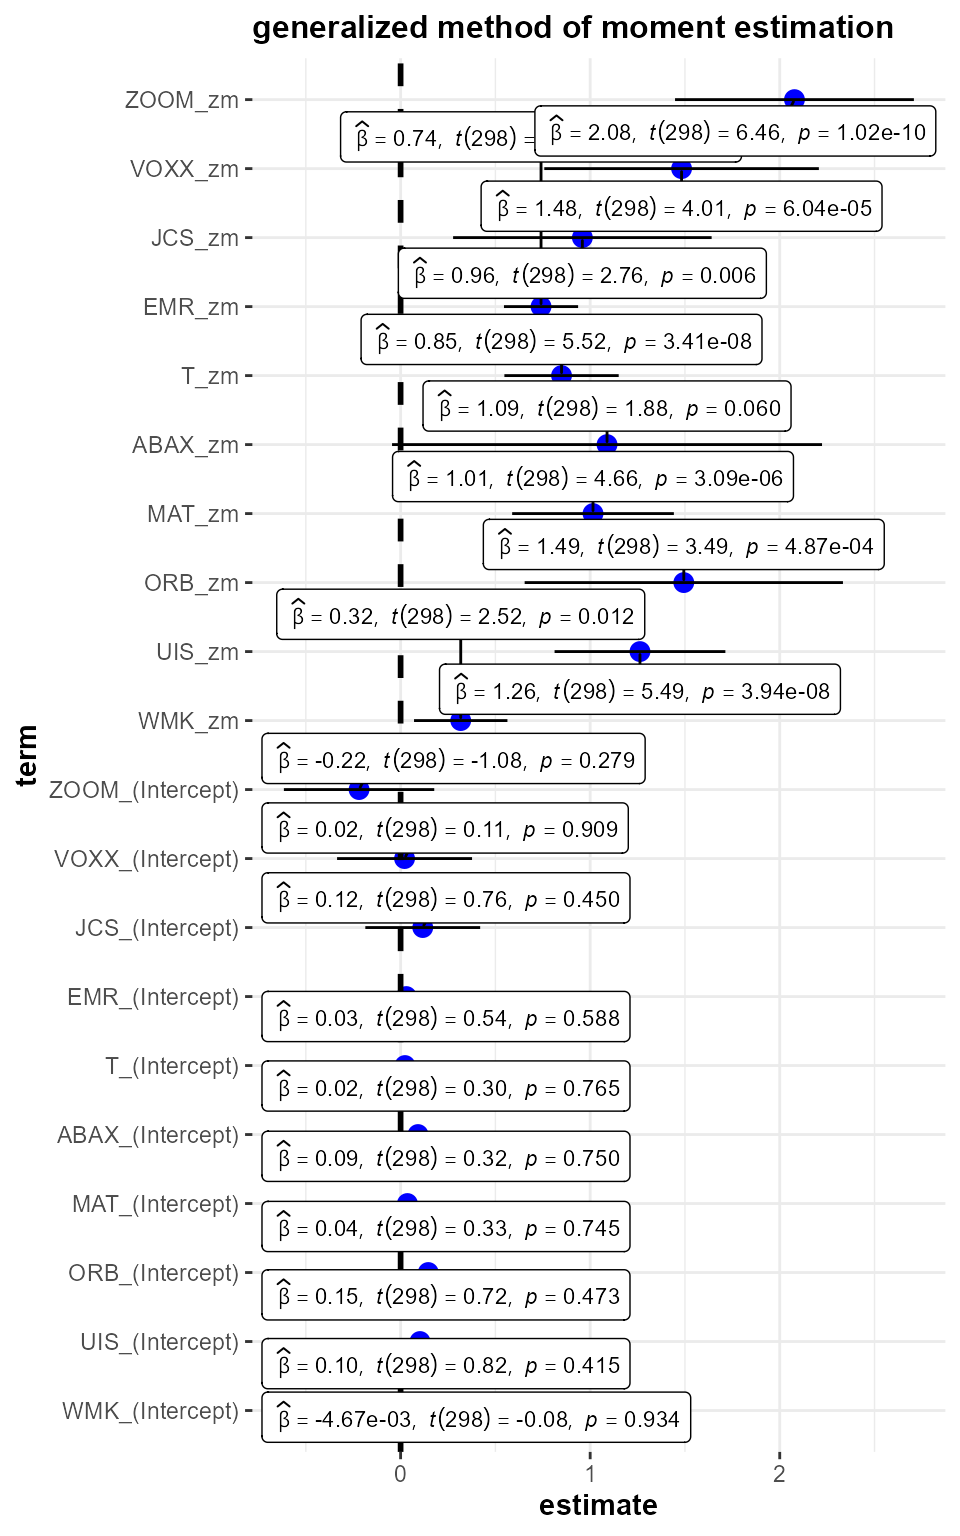 generalized method of moment estimation
ZOOM_zm
β̂ = 0.74, t(298) =
β̂ = 2.08, t(298) = 6.46, p = 1.02e-10
VOXX_zm
β̂ = 1.48, t(298) = 4.01, p = 6.04e-05
JCS_zm
β̂ = 0.96, t(298) = 2.76, p = 0.006
EMR_zm
β̂ = 0.85, t(298) = 5.52, p = 3.41e-08
T_zm
β̂ = 1.09, t(298) = 1.88, p = 0.060
ABAX_zm
β̂ = 1.01, t(298) = 4.66, p = 3.09e-06
MAT_zm
β̂ = 1.49, t(298) = 3.49, p = 4.87e-04
ORB_zm
β̂ = 0.32, t(298) = 2.52, p = 0.012
UIS_zm
β̂ = 1.26, t(298) = 5.49, p = 3.94e-08
WMK_zm
β̂ = -0.22, t(298) = -1.08, p = 0.279
ZOOM_(Intercept)
β̂ = 0.02, t(298) = 0.11, p = 0.909
VOXX_(Intercept)
β̂ = 0.12, t(298) = 0.76, p = 0.450
JCS_(Intercept)
EMR_(Intercept)
β̂ = 0.03, t(298) = 0.54, p = 0.588
T_(Intercept)
β̂ = 0.02, t(298) = 0.30, p = 0.765
ABAX_(Intercept)
β̂ = 0.09, t(298) = 0.32, p = 0.750
MAT_(Intercept)
β̂ = 0.04, t(298) = 0.33, p = 0.745
ORB_(Intercept)
β̂ = 0.15, t(298) = 0.72, p = 0.473
UIS_(Intercept)
β̂ = 0.10, t(298) = 0.82, p = 0.415
WMK_(Intercept)
β̂ = -4.67e-03, t(298) = -0.08, p = 0.934
term
0 1 2
estimate